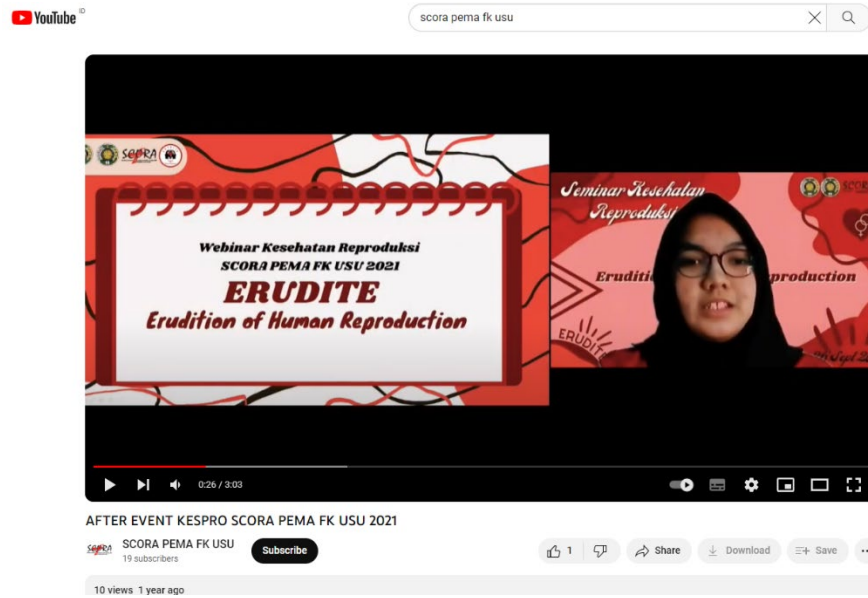 YouTube ID
scora pema fk usu
SCORA
Webinar Kesehatan Reproduksi
SCORA PEMA FK USU 2021
ERUDITE
Erudition of Human Reproduction
Seminar Kesehatan
Reproduksi
production
ERUDITE
0:26 / 3:03
AFTER EVENT KESPRO SCORA PEMA FK USU 2021
SCORA PEMA FK USU
19 subscribers
Subscribe
1
Share
Download
Save
10 views 1 year ago